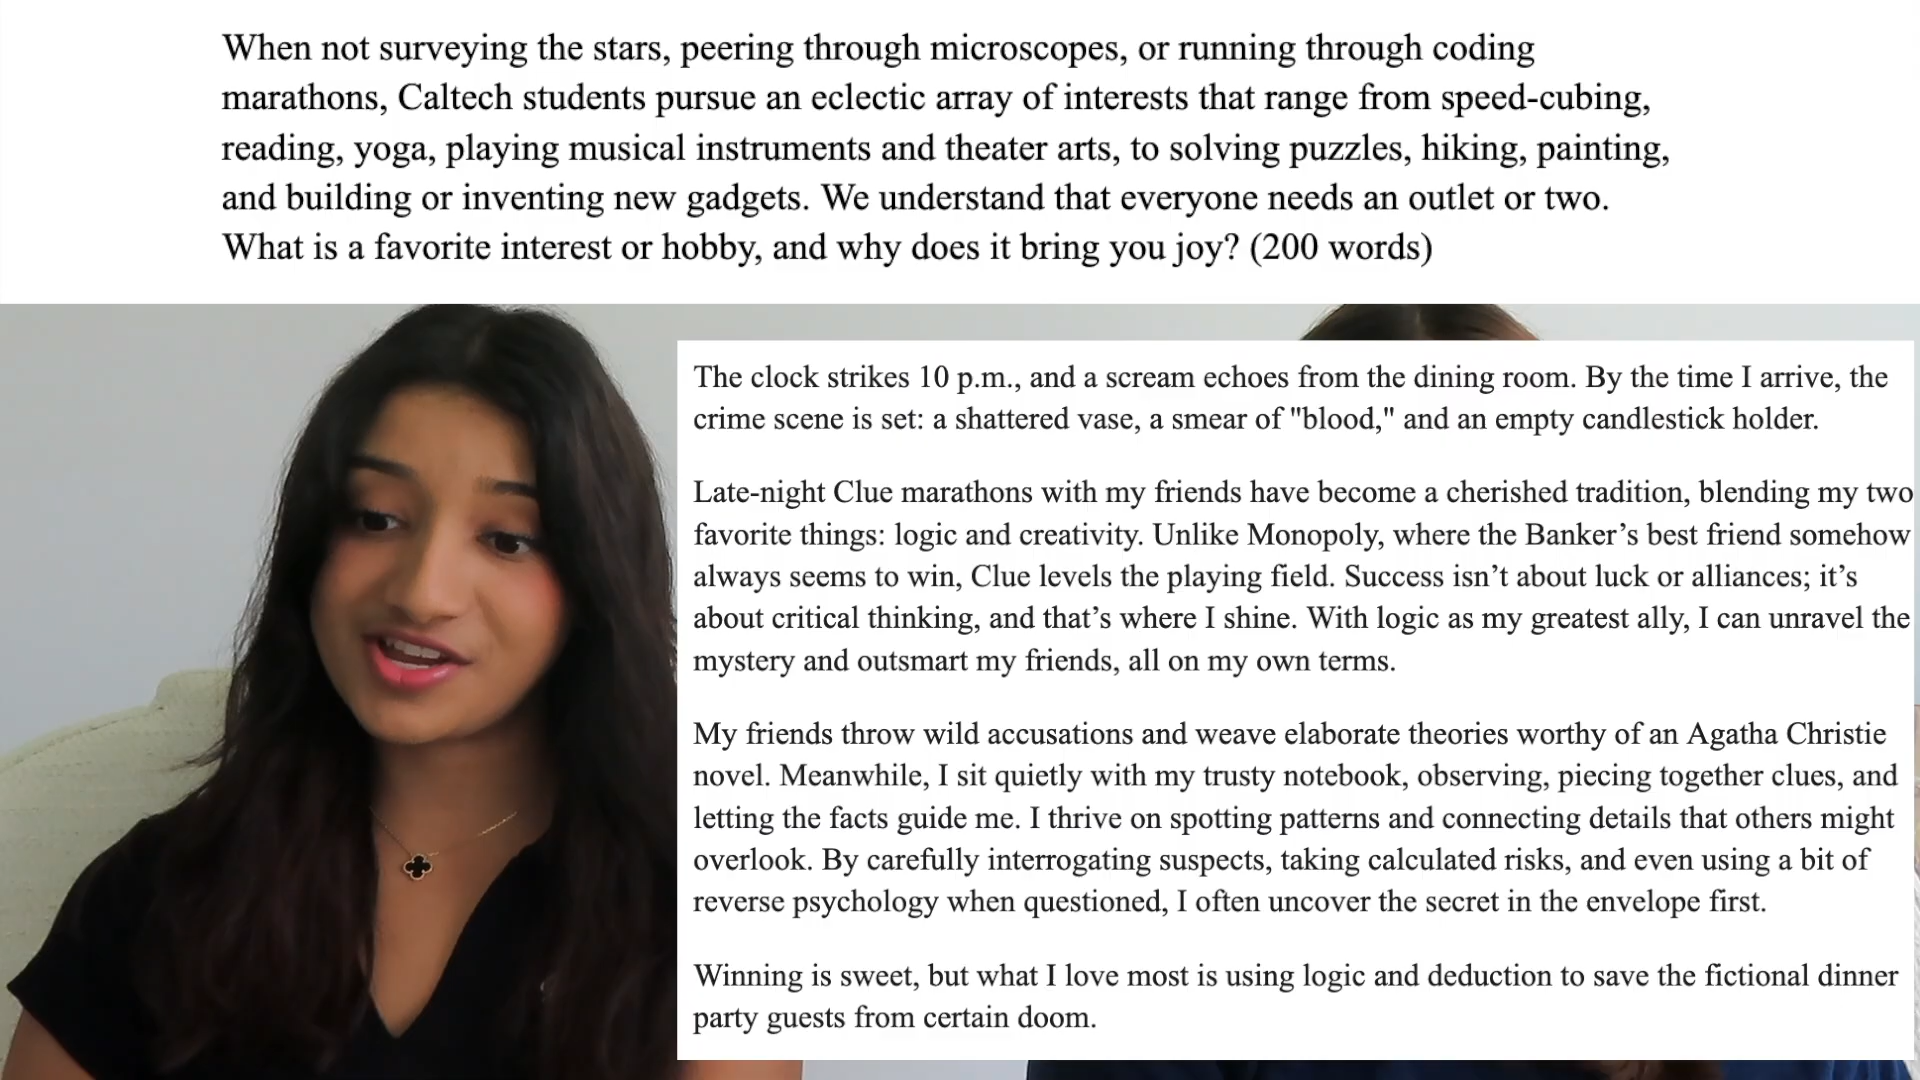 When not surveying the stars, peering through microscopes, or running through coding
marathons, Caltech students pursue an eclectic array of interests that range from speed-cubing,
reading, yoga, playing musical instruments and theater arts, to solving puzzles, hiking, painting,
and building or inventing new gadgets. We understand that everyone needs an outlet or two.
What is a favorite interest or hobby, and why does it bring you joy? (200 words)
The clock strikes 10 p.m., and a scream echoes from the dining room. By the time I arrive, the
crime scene is set: a shattered vase, a smear of "blood," and an empty candlestick holder.
Late-night Clue marathons with my friends have become a cherished tradition, blending my two
favorite things: logic and creativity. Unlike Monopoly, where the Banker’s best friend somehow
always seems to win, Clue levels the playing field. Success isn’t about luck or alliances; it’s
about critical thinking, and that’s where I shine. With logic as my greatest ally, I can unravel the
mystery and outsmart my friends, all on my own terms.
My friends throw wild accusations and weave elaborate theories worthy of an Agatha Christie
novel. Meanwhile, I sit quietly with my trusty notebook, observing, piecing together clues, and
letting the facts guide me. I thrive on spotting patterns and connecting details that others might
overlook. By carefully interrogating suspects, taking calculated risks, and even using a bit of
reverse psychology when questioned, I often uncover the secret in the envelope first.
Winning is sweet, but what I love most is using logic and deduction to save the fictional dinner
party guests from certain doom.